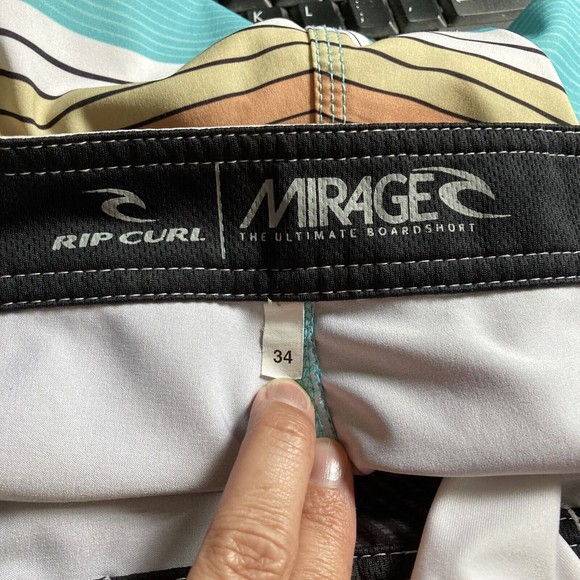 K L
RIP CURL
MIRAGE
THE ULTIMATE BOARDSHORT
34